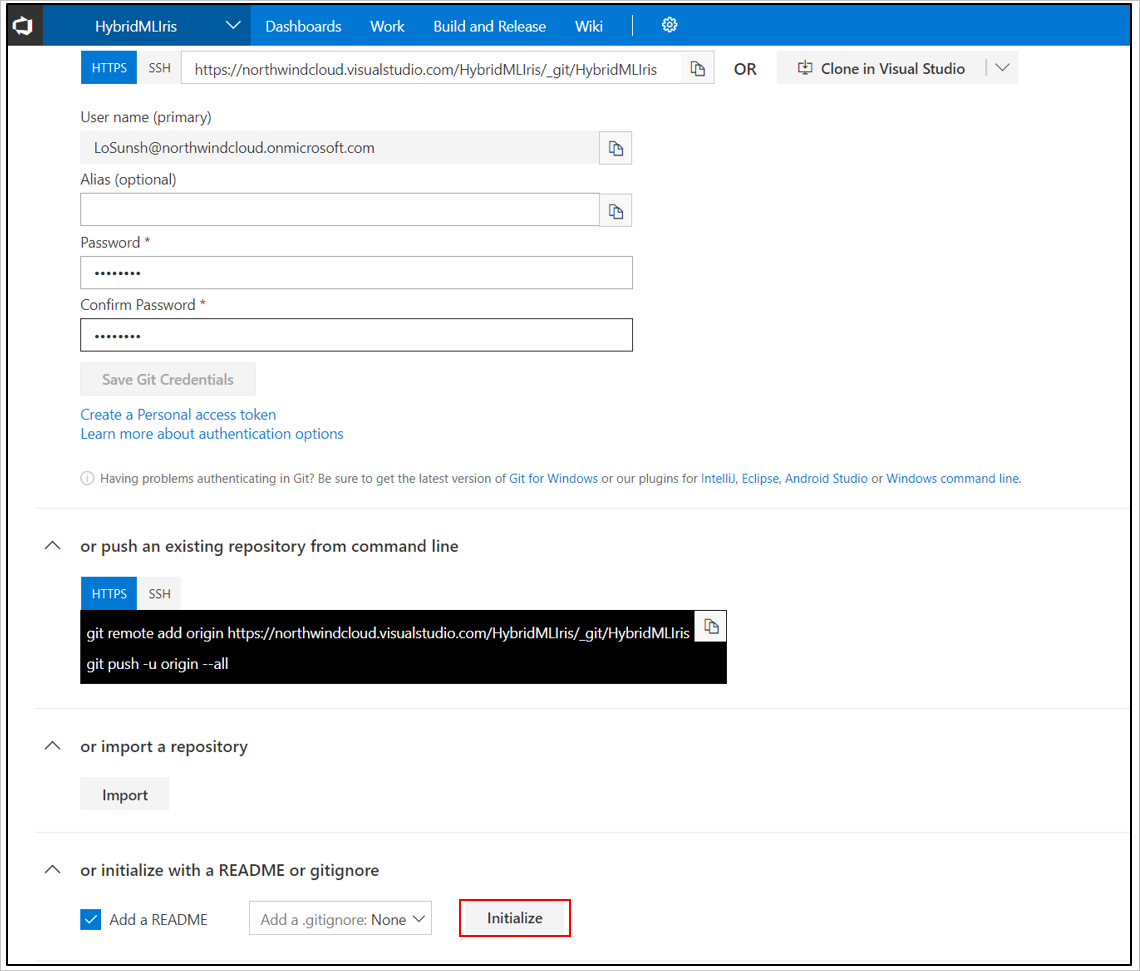 HybridMLIris Dashboards Work Build and Release Wiki
HTTPS SSH https://northwindcloud.visualstudio.com/HybridMLIris/_git/HybridMLIris OR Clone in Visual Studio
User name (primary)
LoSunsh@northwindcloud.onmicrosoft.com
Alias (optional)
Password *
••••••••
Confirm Password *
••••••••
Save Git Credentials
Create a Personal access token
Learn more about authentication options
Having problems authenticating in Git? Be sure to get the latest version of Git for Windows or our plugins for IntelliJ, Eclipse, Android Studio or Windows command line.
or push an existing repository from command line
HTTPS SSH
git remote add origin https://northwindcloud.visualstudio.com/HybridMLIris/_git/HybridMLIris
git push -u origin --all
or import a repository
Import
or initialize with a README or gitignore
Add a README Add a .gitignore: None Initialize